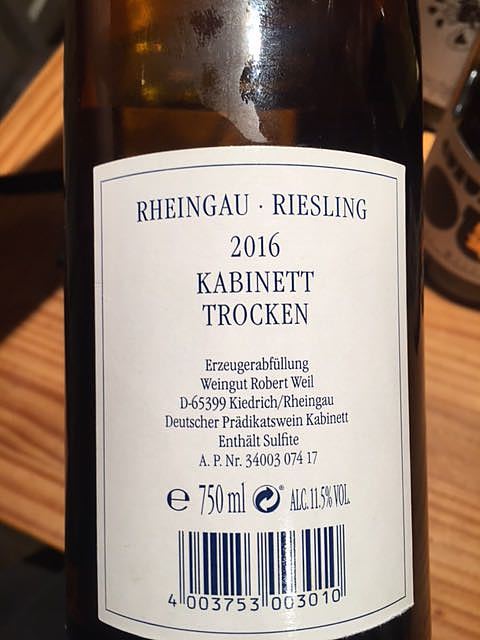 RHEINGAU · RIESLING
2016
KABINETT
TROCKEN
Erzeugerabfüllung
Weingut Robert Weil
D-65399 Kiedrich/Rheingau
Deutscher Prädikatswein Kabinett
Enthält Sulfite
A. P. Nr. 34003 074 17
℮ 750 ml ® ALC. 11.5% VOL.
4 003753 003010